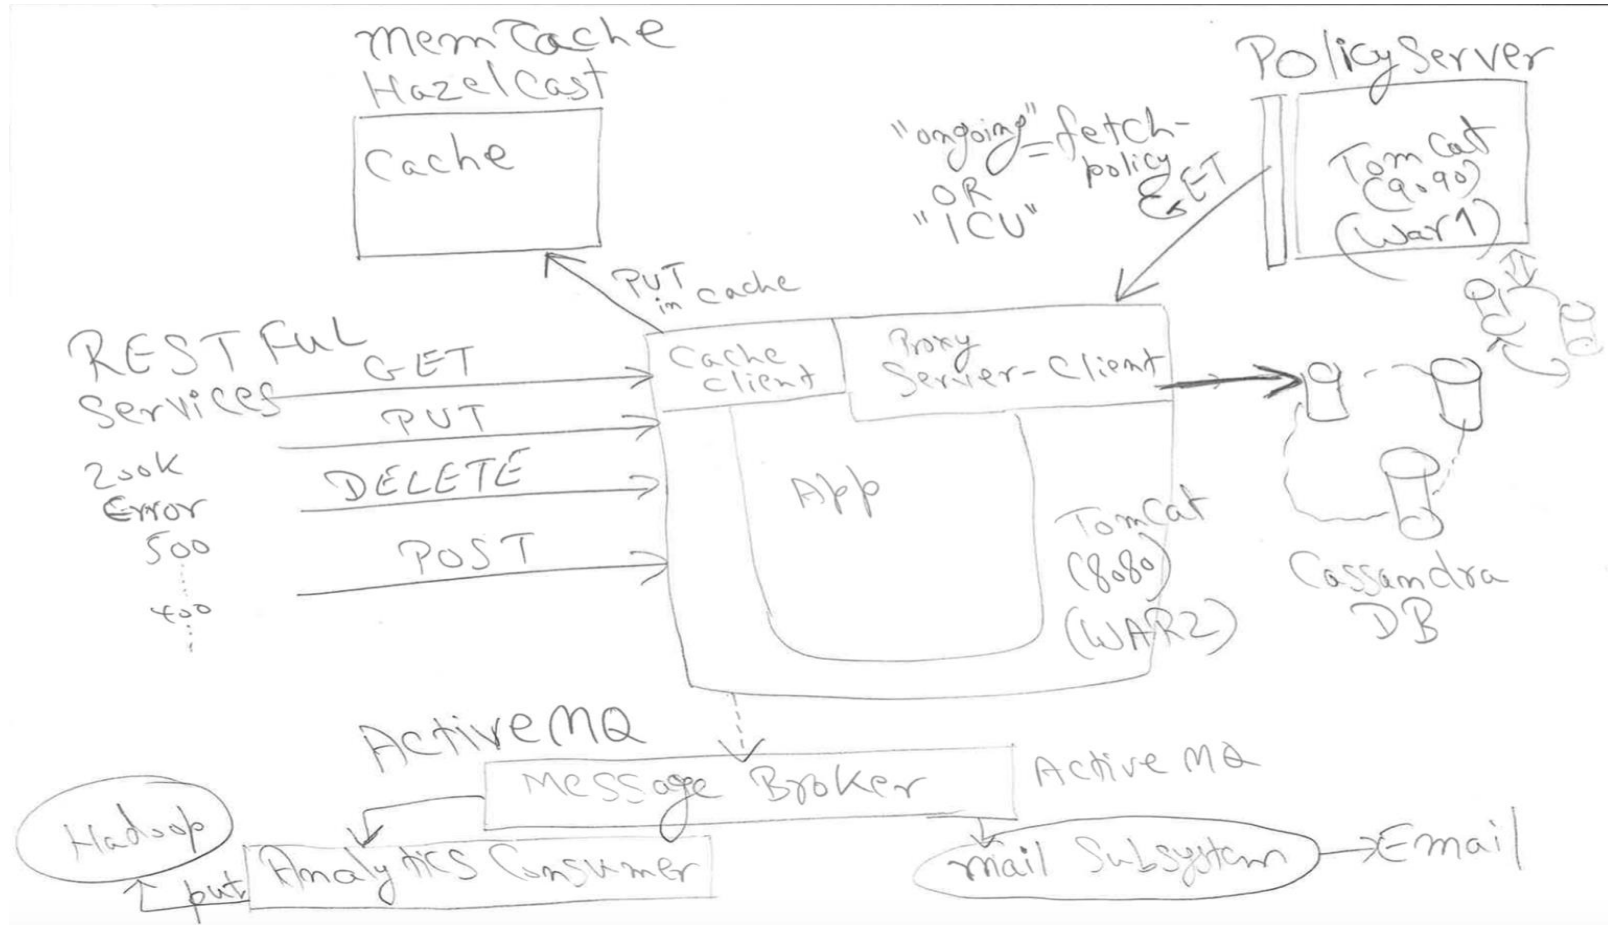 MemCache
HazelCast
Cache
PolicyServer
TomCat
(9090)
(War1)
"ongoing" = fetch-
policy
OR
"ICU"
GET
PUT
in Cache
RESTFUL
Services
GET
PUT
DELETE
POST
200K
Error
500
400
Cache
Client
Proxy
Server-Client
App
TomCat
(8080)
(WAR2)
Cassandra
DB
ActiveMQ
Message Broker
ActiveMQ
Hadoop
put
Analytics Consumer
Mail Subsystem
Email